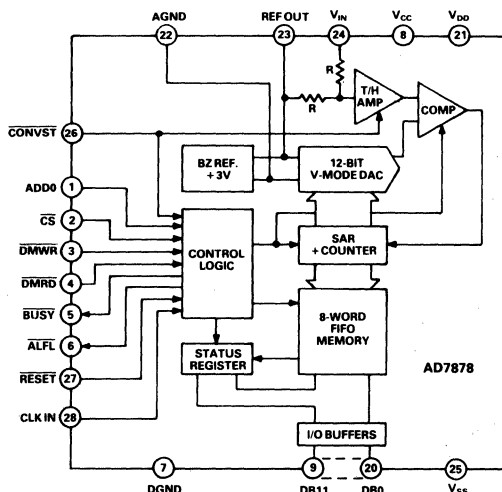 AGND REF OUT VIN VCC VDD
22 23 24 8 21
R
R
T/H
AMP
COMP
CONVST 26
BZ REF.
+3V
12-BIT
V-MODE DAC
ADD0 1
CS 2
DMWR 3
DMRD 4
BUSY 5
ALFL 6
RESET 27
CLK IN 28
CONTROL
LOGIC
SAR
+ COUNTER
8-WORD
FIFO
MEMORY
STATUS
REGISTER
AD7878
I/O BUFFERS
7 9 20 25
DGND DB11 DB0 VSS